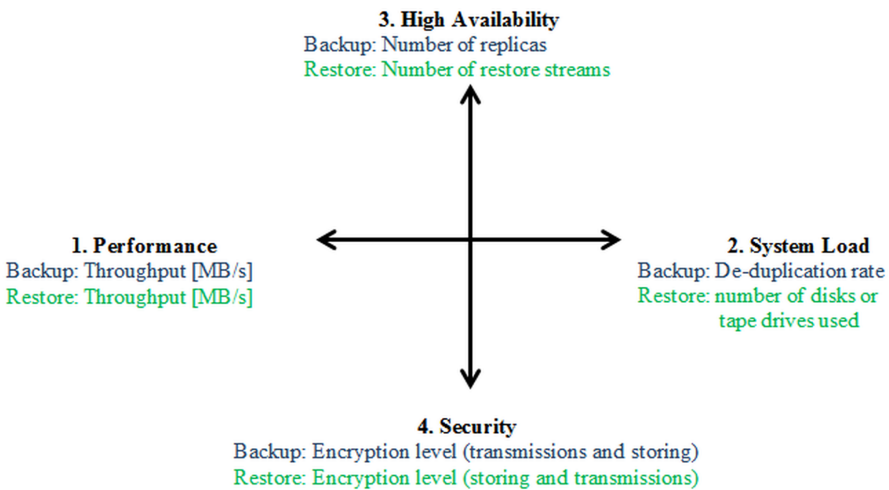 3. High Availability
Backup: Number of replicas
Restore: Number of restore streams
1. Performance
Backup: Throughput [MB/s]
Restore: Throughput [MB/s]
2. System Load
Backup: De-duplication rate
Restore: number of disks or
tape drives used
4. Security
Backup: Encryption level (transmissions and storing)
Restore: Encryption level (storing and transmissions)